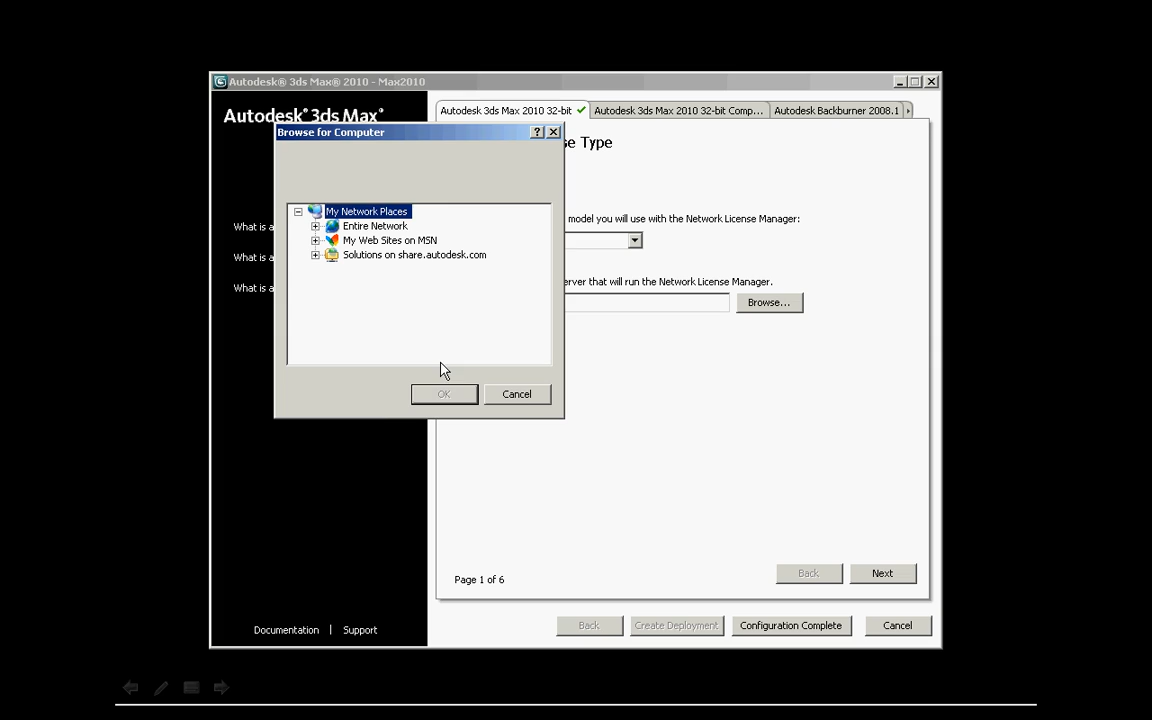 Autodesk® 3ds Max® 2010 - Max2010
Autodesk® 3ds Max®
Autodesk 3ds Max 2010 32-bit
Autodesk 3ds Max 2010 32-bit Comp...
Autodesk Backburner 2008.1
Browse for Computer
se Type
My Network Places
Entire Network
My Web Sites on MSN
Solutions on share.autodesk.com
What is a
What is a
What is a
model you will use with the Network License Manager:
erver that will run the Network License Manager.
Browse...
OK
Cancel
Page 1 of 6
Back
Next
Documentation | Support
Back
Create Deployment
Configuration Complete
Cancel